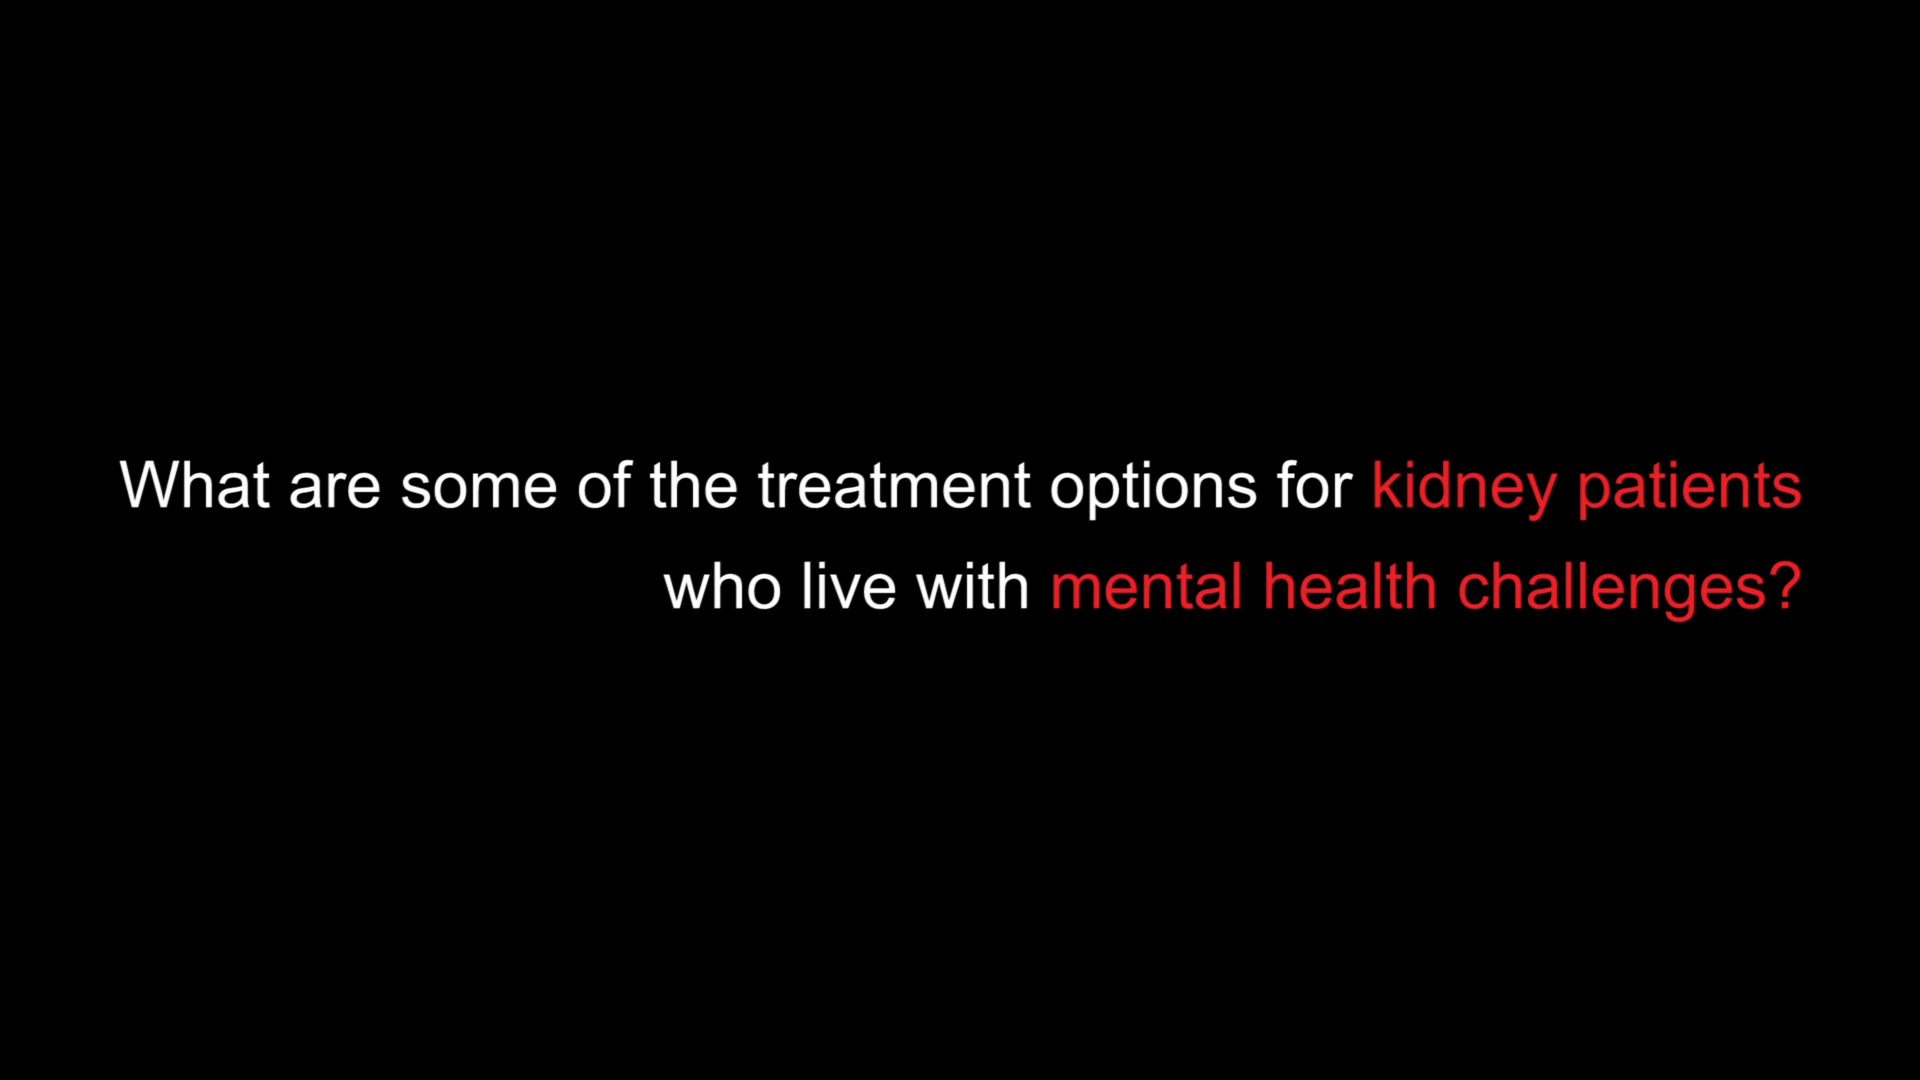 What are some of the treatment options for kidney patients
who live with mental health challenges?